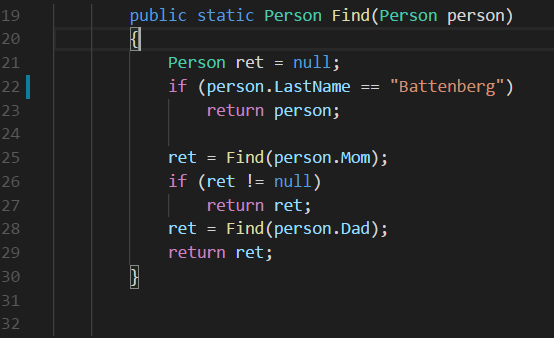 19 public static Person Find(Person person)
20 {
21 Person ret = null;
22 if (person.LastName == "Battenberg")
23 return person;
24
25 ret = Find(person.Mom);
26 if (ret != null)
27 return ret;
28 ret = Find(person.Dad);
29 return ret;
30 }
31
32